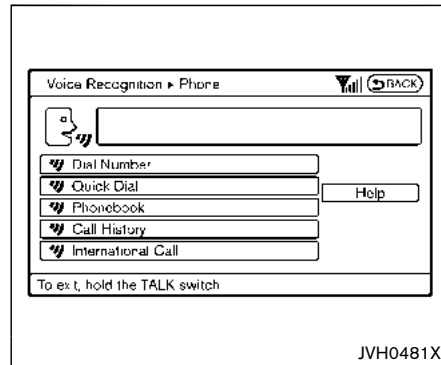 Voice Recognition ▸ Phone BACK
Dial Number
Quick Dial
Help
Phonebook
Call History
International Call
To exit, hold the TALK switch
JVH0481X